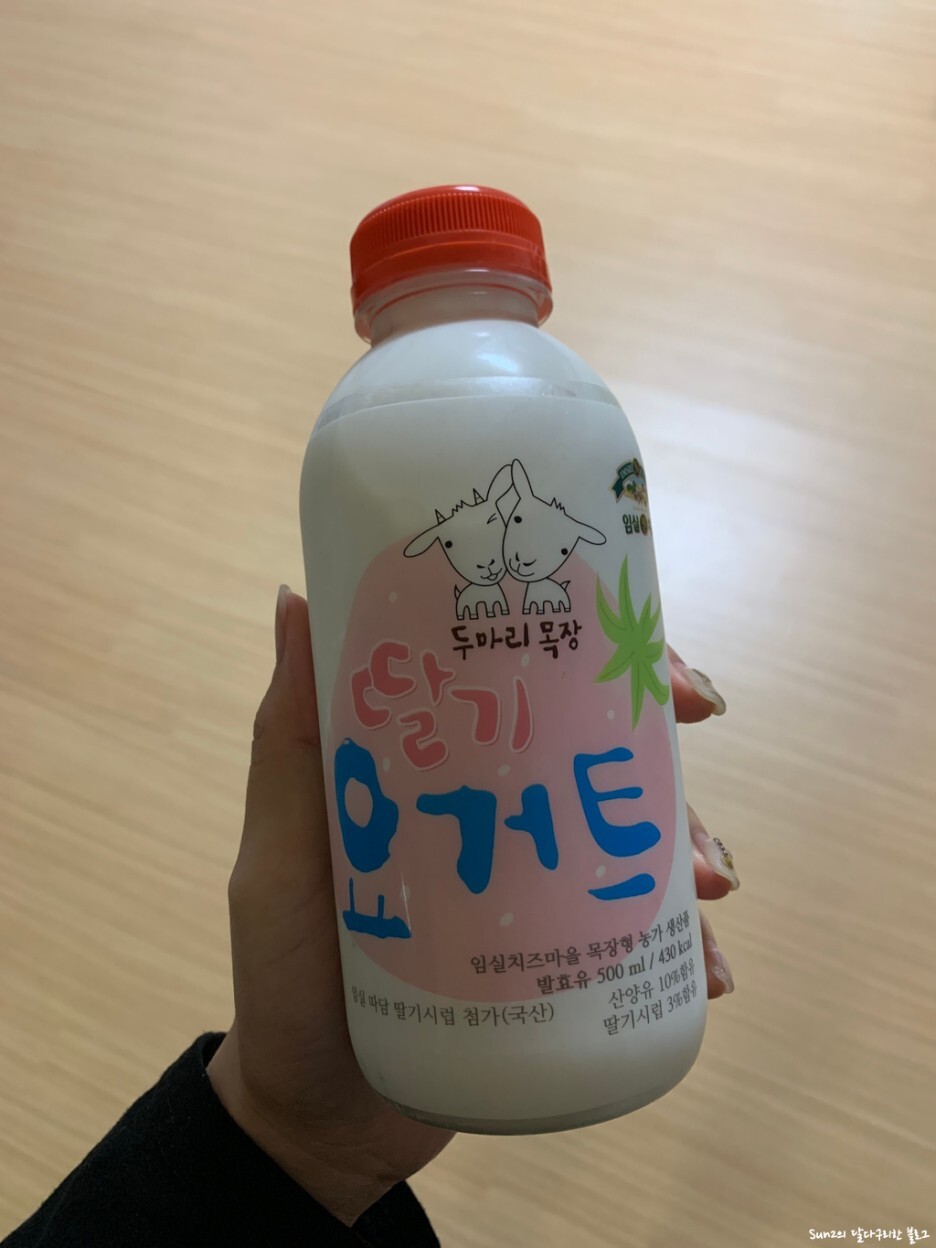 임실
두마리 목장
딸기
요거트
임실치즈마을 목장형 농가 생산품
발효유 500 ml / 430 kcal
산양유 10%함유
임실 따담 딸기시럽 첨가(국산)
딸기시럽 3%함유
Sun2의 달다구리한 블로그